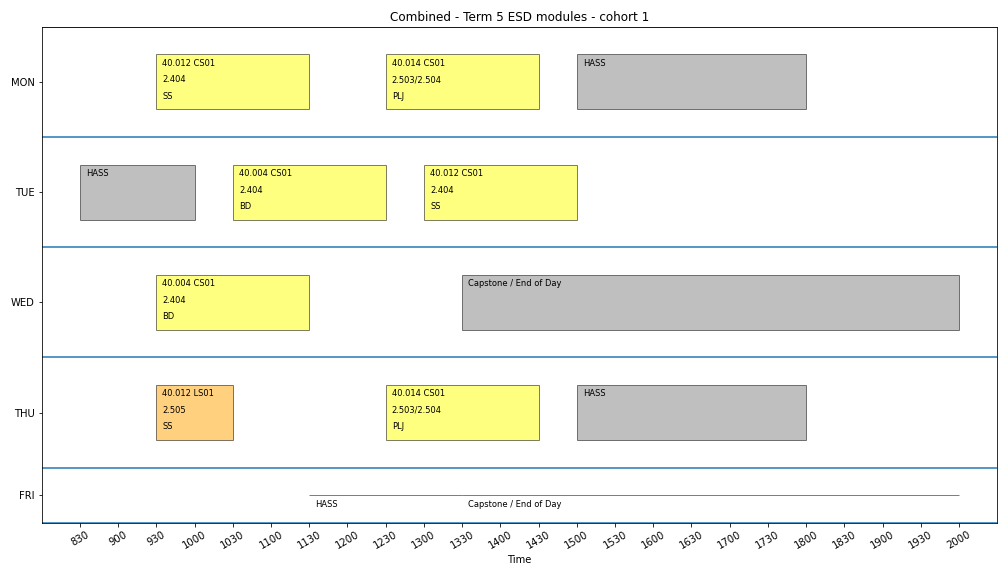 Combined - Term 5 ESD modules - cohort 1
MON
40.012 CS01
2.404
SS
40.014 CS01
2.503/2.504
PLJ
HASS
TUE
HASS
40.004 CS01
2.404
BD
40.012 CS01
2.404
SS
WED
40.004 CS01
2.404
BD
Capstone / End of Day
THU
40.012 LS01
2.505
SS
40.014 CS01
2.503/2.504
PLJ
HASS
FRI
HASS
Capstone / End of Day
830 900 930 1000 1030 1100 1130 1200 1230 1300 1330 1400 1430 1500 1530 1600 1630 1700 1730 1800 1830 1900 1930 2000
Time